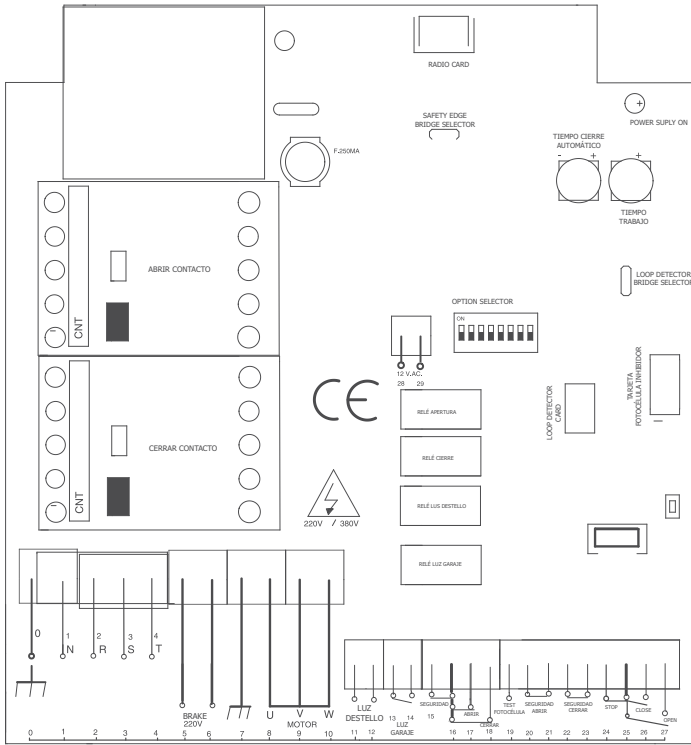 RADIO CARD
SAFETY EDGE
BRIDGE SELECTOR
F-250MA
POWER SUPLY ON
TIEMPO CIERRE
AUTOMÁTICO
- +
+
TIEMPO
TRABAJO
CNT
ABRIR CONTACTO
LOOP DETECTOR
BRIDGE SELECTOR
OPTION SELECTOR
ON
12 V.AC.
28 29
CE
RELÉ APERTURA
RELÉ CIERRE
RELÉ LUS DESTELLO
RELÉ LUZ GARAJE
LOOP DETECTOR
CARD
TARJETA
FOTOCÉLULA INHIBIDOR
CNT
CERRAR CONTACTO
220V / 380V
0
1 2 3 4
N R S T
BRAKE
220V
U V W
MOTOR
LUZ
DESTELLO
LUZ
GARAJE
SEGURIDAD
ABRIR
CERRAR
TEST
FOTOCÉLULA
SEGURIDAD
ABRIR
SEGURIDAD
CERRAR
STOP
CLOSE
OPEN
0 1 2 3 4 5 6 7 8 9 10 11 12 13 14 15 16 17 18 19 20 21 22 23 24 25 26 27